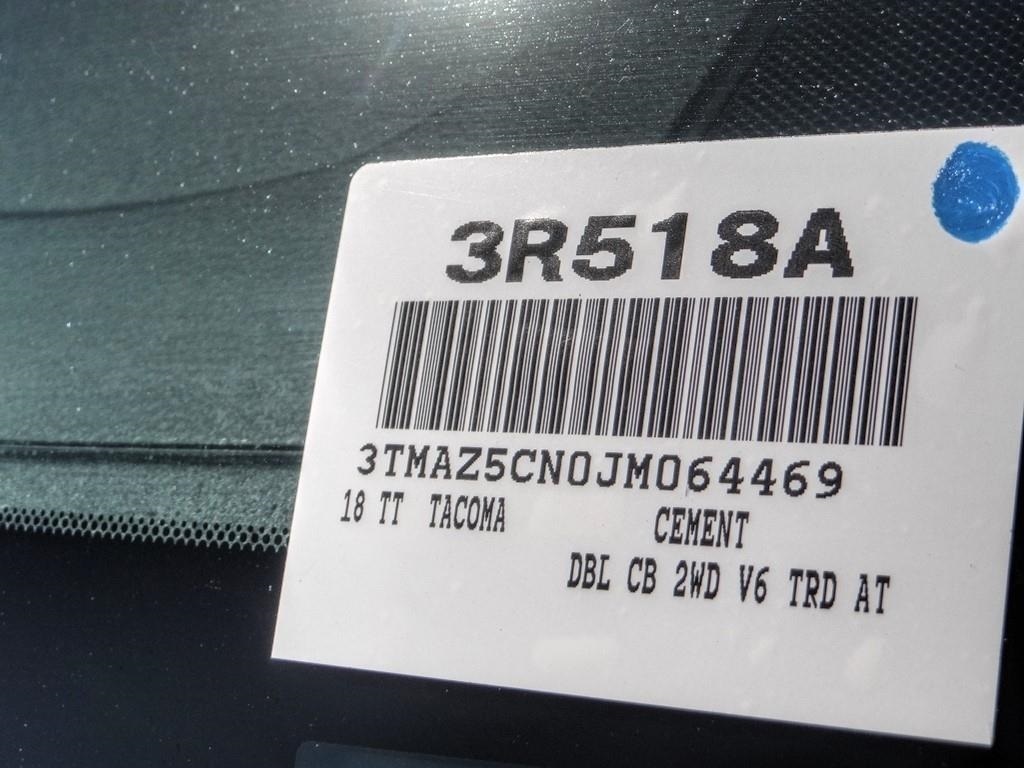 3R518A
3TMAZ5CN0JM064469
18 TT TACOMA CEMENT
DBL CB 2WD V6 TRD AT